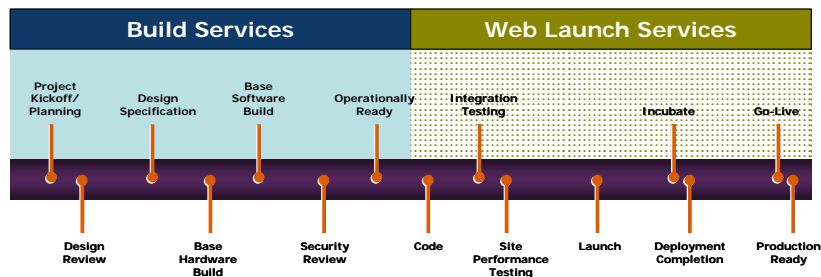 Build Services
Web Launch Services
Project
Kickoff/
Planning
Design
Specification
Base
Software
Build
Operationally
Ready
Integration
Testing
Incubate
Go-Live
Design
Review
Base
Hardware
Build
Security
Review
Code
Site
Performance
Testing
Launch
Deployment
Completion
Production
Ready